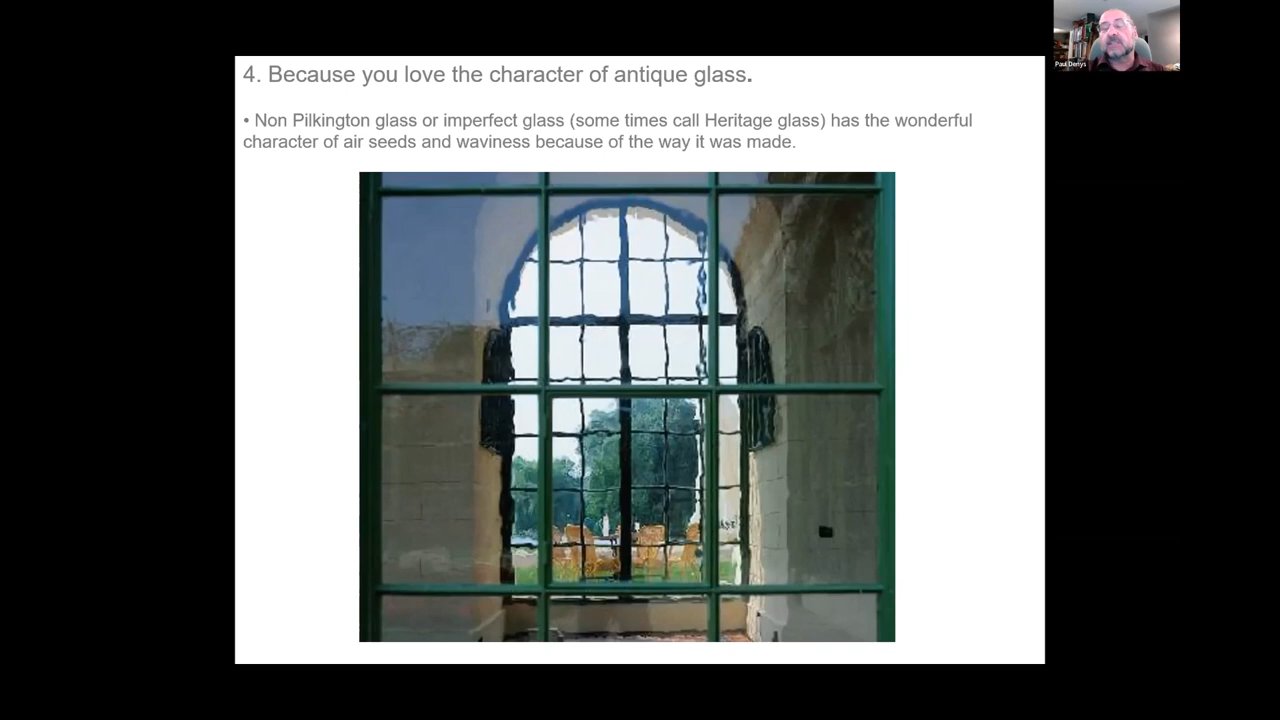 4. Because you love the character of antique glass.
• Non Pilkington glass or imperfect glass (some times call Heritage glass) has the wonderful
character of air seeds and waviness because of the way it was made.
Paul Denys